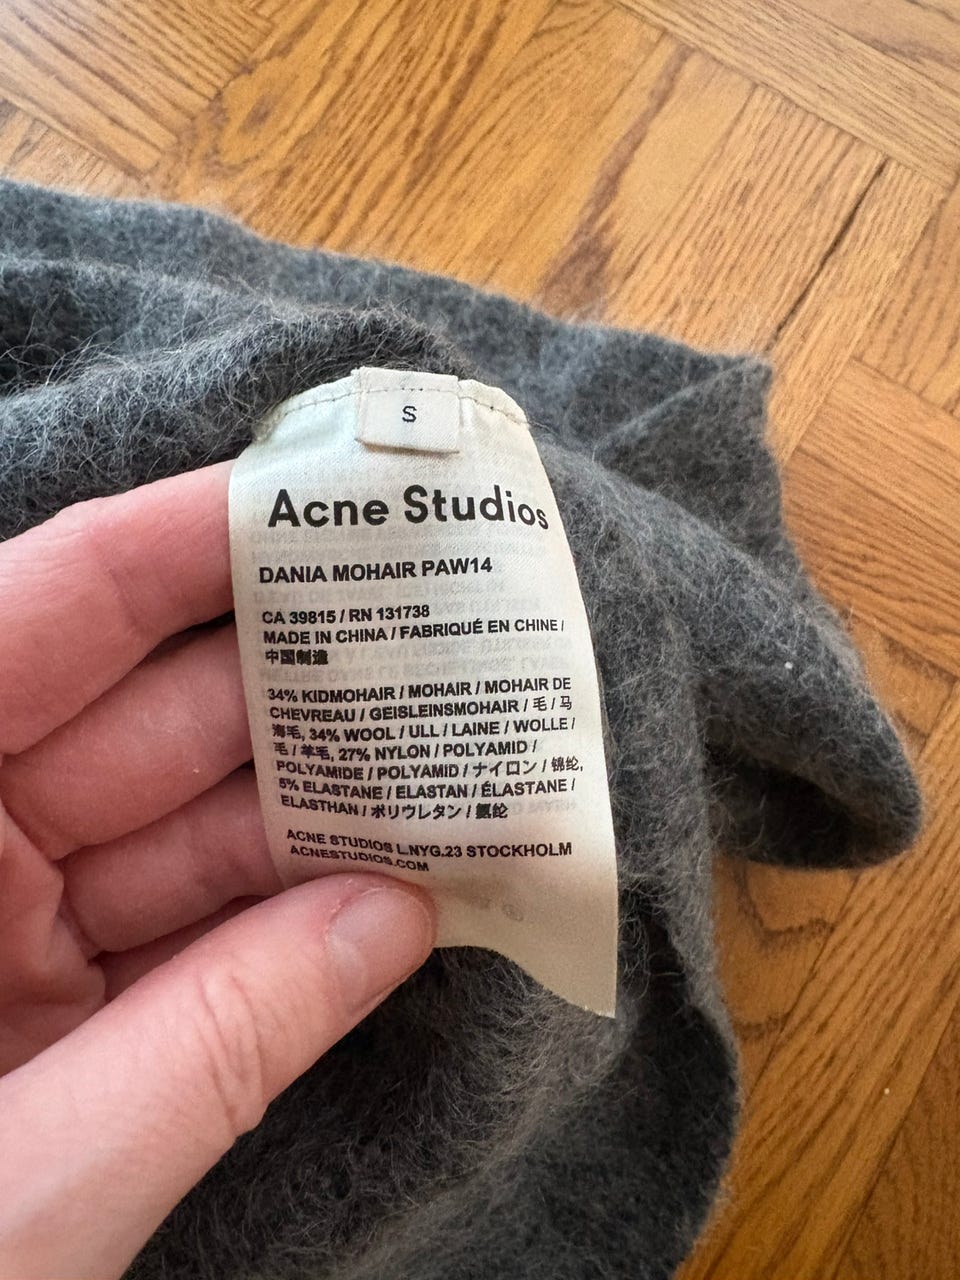 S
Acne Studios
DANIA MOHAIR PAW14
CA 39815 / RN 131738
MADE IN CHINA / FABRIQUÉ EN CHINE /
中国制造
34% KIDMOHAIR / MOHAIR / MOHAIR DE
CHEVREAU / GEISLEINSMOHAIR / 毛 / 马
海毛, 34% WOOL / ULL / LAINE / WOLLE /
毛 / 羊毛, 27% NYLON / POLYAMID /
POLYAMIDE / POLYAMID / ナイロン / 锦纶,
5% ELASTANE / ELASTAN / ÉLASTANE /
ELASTHAN / ポリウレタン / 氨纶
ACNE STUDIOS L.NYG.23 STOCKHOLM
ACNESTUDIOS.COM